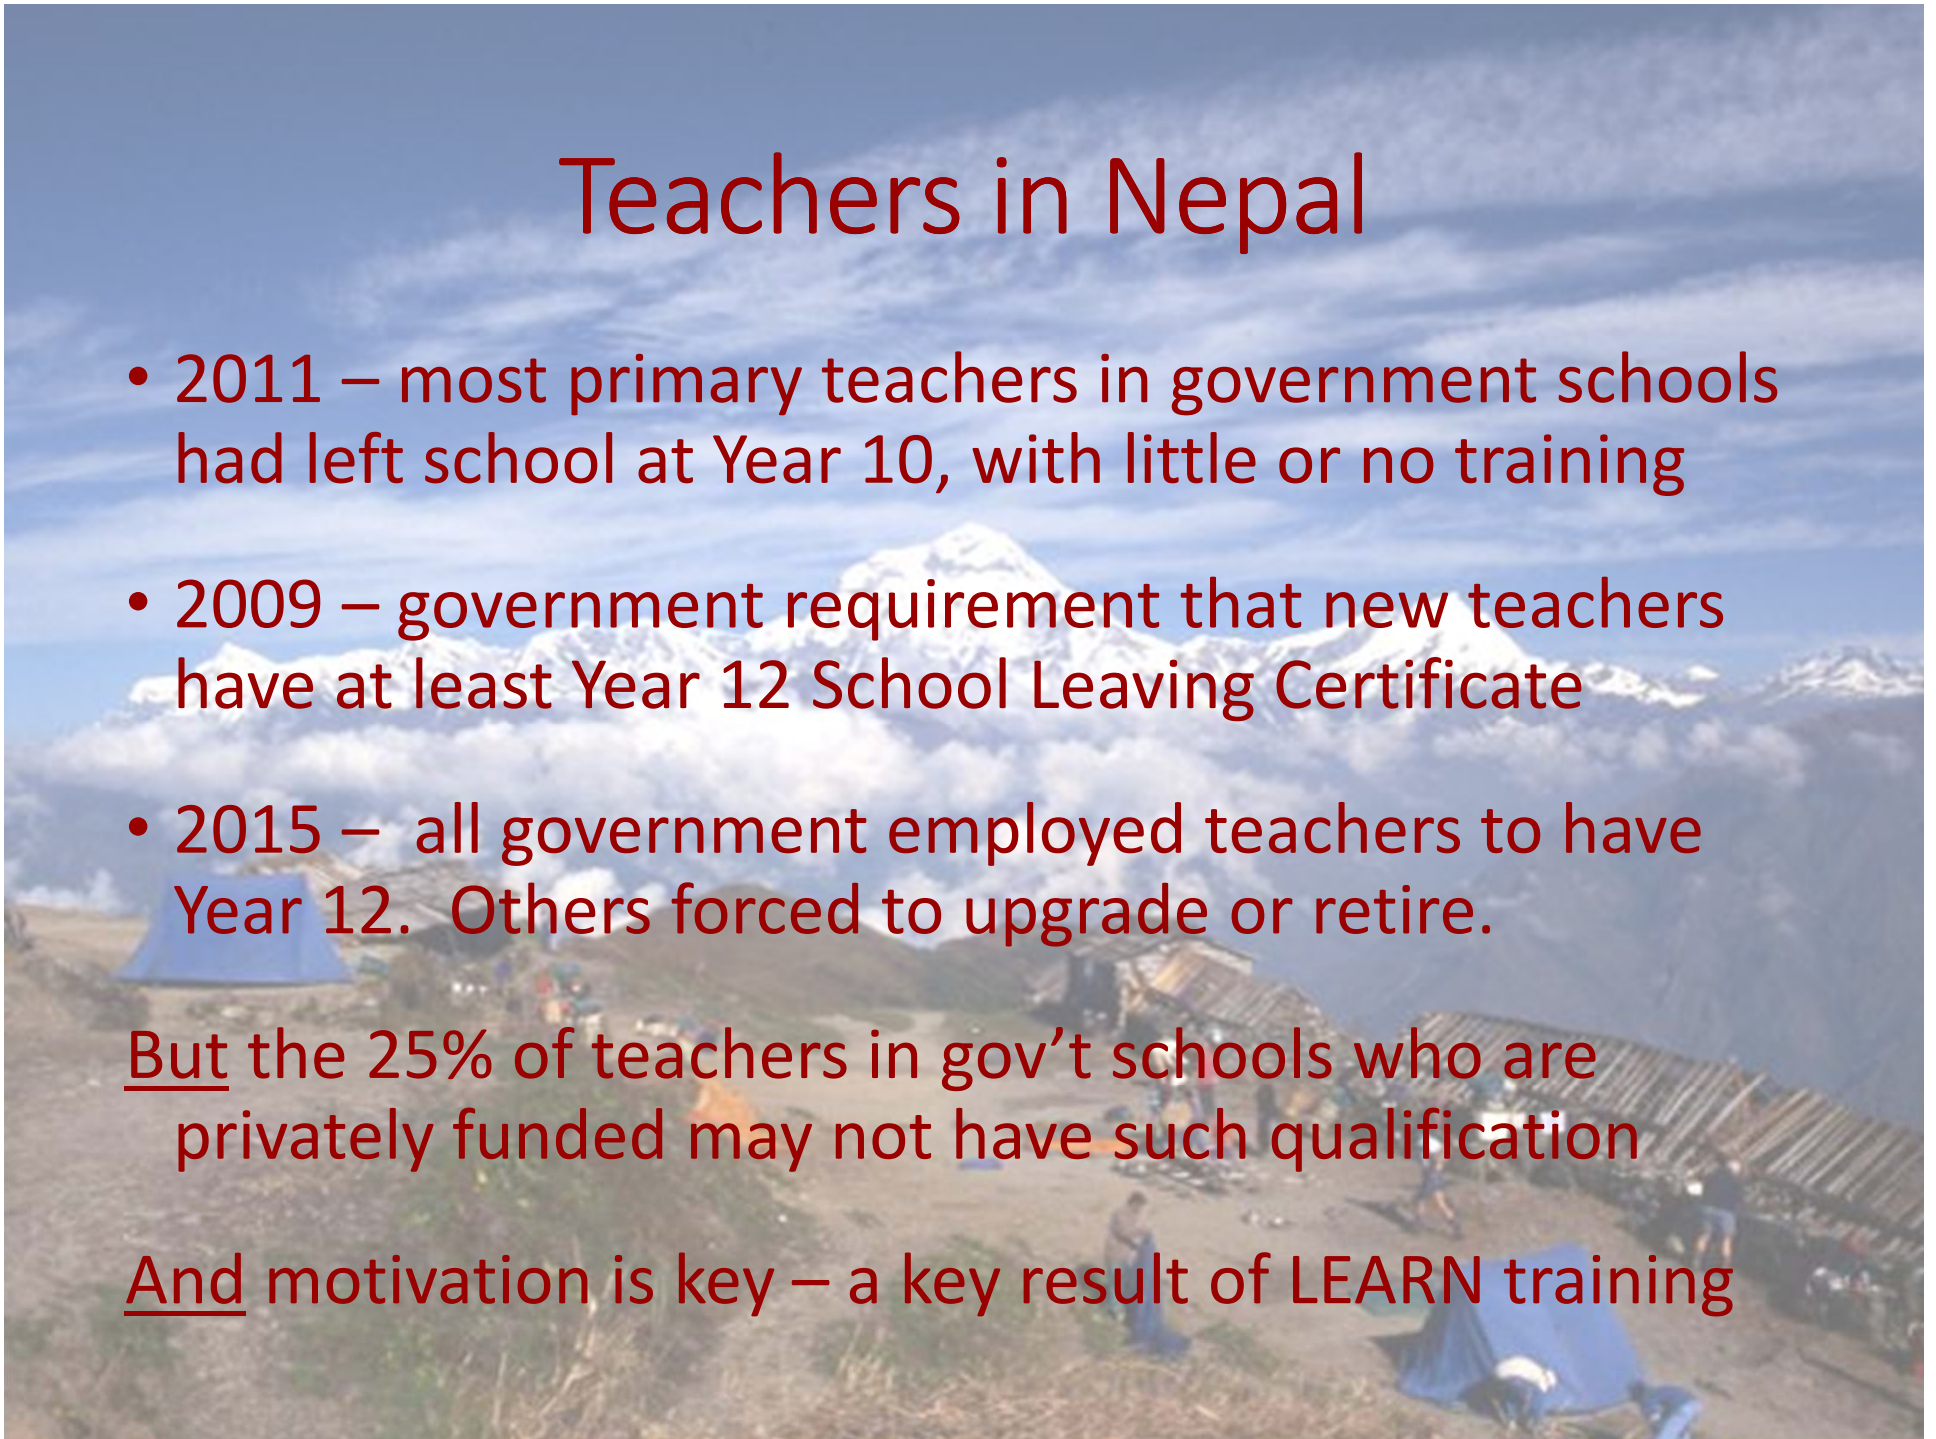 Teachers in Nepal
• 2011 – most primary teachers in government schools
had left school at Year 10, with little or no training
• 2009 – government requirement that new teachers
have at least Year 12 School Leaving Certificate
• 2015 –  all government employed teachers to have
Year 12.  Others forced to upgrade or retire.
But the 25% of teachers in gov’t schools who are
privately funded may not have such qualification
And motivation is key – a key result of LEARN training